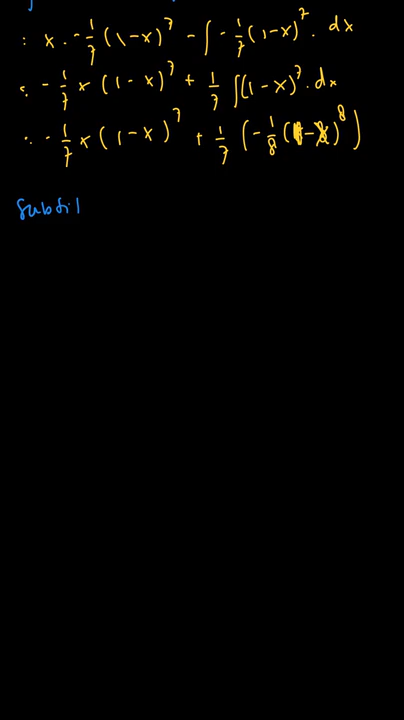 : x · -1/7 (1-x)^7 - ∫ -1/7 (1-x)^7 · dx
: -1/7 x (1-x)^7 + 1/7 ∫(1-x)^7 · dx
: -1/7 x (1-x)^7 + 1/7 (-1/8 (1-x)^8)